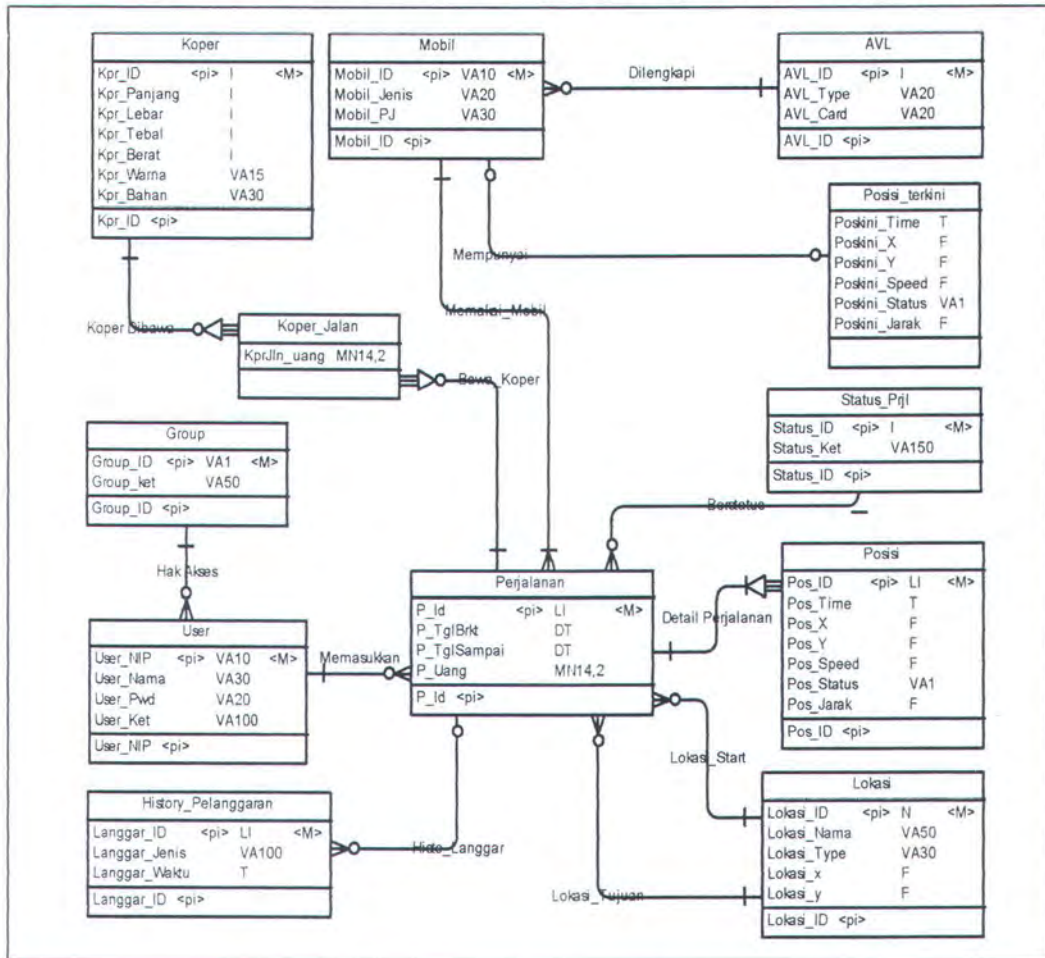 Koper
Kpr_ID <pi> I <M>
Kpr_Panjang I
Kpr_Lebar I
Kpr_Tebal I
Kpr_Berat I
Kpr_Warna VA15
Kpr_Bahan VA30
Kpr_ID <pi>
Mobil
Mobil_ID <pi> VA10 <M>
Mobil_Jenis VA20
Mobil_PJ VA30
Mobil_ID <pi>
Dilengkapi
AVL
AVL_ID <pi> I <M>
AVL_Type VA20
AVL_Card VA20
AVL_ID <pi>
Posisi_terkini
Poskini_Time T
Poskini_X F
Poskini_Y F
Poskini_Speed F
Poskini_Status VA1
Poskini_Jarak F
Mempunyai
Memakai_Mobil
Koper Dibawa
Koper_Jalan
KprJln_uang MN14,2
Bawa_Koper
Status_Prjl
Status_ID <pi> I <M>
Status_Ket VA150
Status_ID <pi>
Berstatus
Group
Group_ID <pi> VA1 <M>
Group_ket VA50
Group_ID <pi>
Hak Akses
User
User_NIP <pi> VA10 <M>
User_Nama VA30
User_Pwd VA20
User_Ket VA100
User_NIP <pi>
Memasukkan
Perjalanan
P_Id <pi> LI <M>
P_TglBrkt DT
P_TglSampai DT
P_Uang MN14,2
P_Id <pi>
Detail Perjalanan
Posisi
Pos_ID <pi> LI <M>
Pos_Time T
Pos_X F
Pos_Y F
Pos_Speed F
Pos_Status VA1
Pos_Jarak F
Pos_ID <pi>
Lokasi_Start
Lokasi_Tujuan
Lokasi
Lokasi_ID <pi> N <M>
Lokasi_Nama VA50
Lokasi_Type VA30
Lokasi_x F
Lokasi_y F
Lokasi_ID <pi>
History_Pelanggaran
Langgar_ID <pi> LI <M>
Langgar_Jenis VA100
Langgar_Waktu T
Langgar_ID <pi>
Histo_Langgar